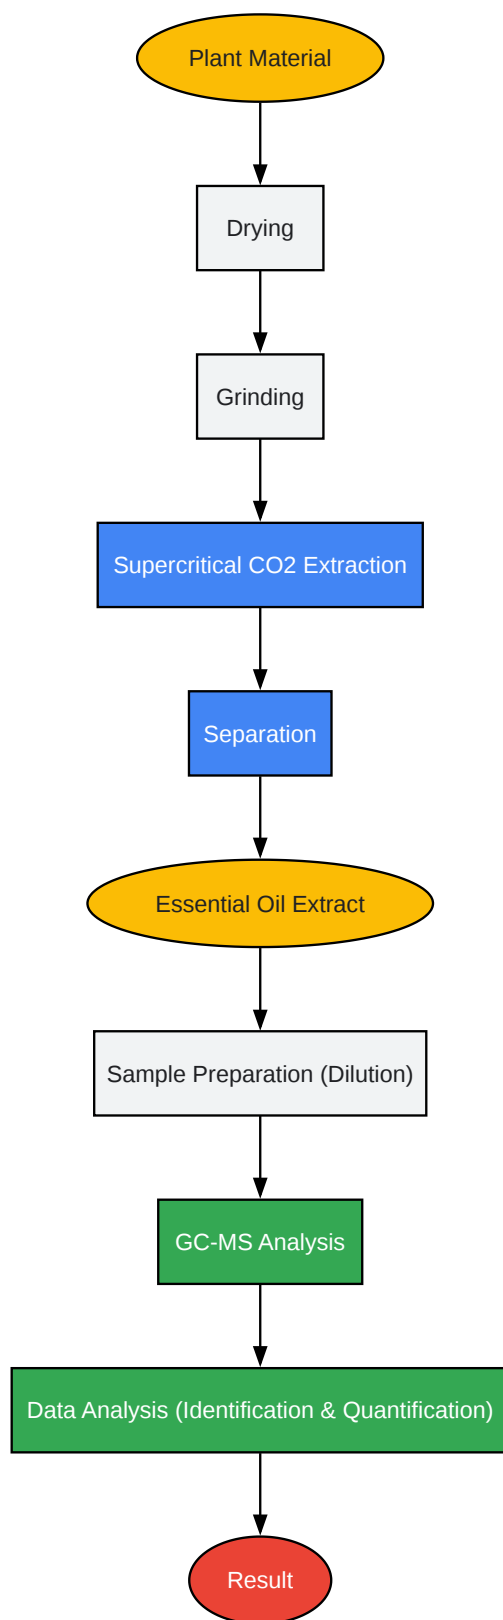 Plant Material
Drying
Grinding
Supercritical CO2 Extraction
Separation
Essential Oil Extract
Sample Preparation (Dilution)
GC-MS Analysis
Data Analysis (Identification & Quantification)
Result